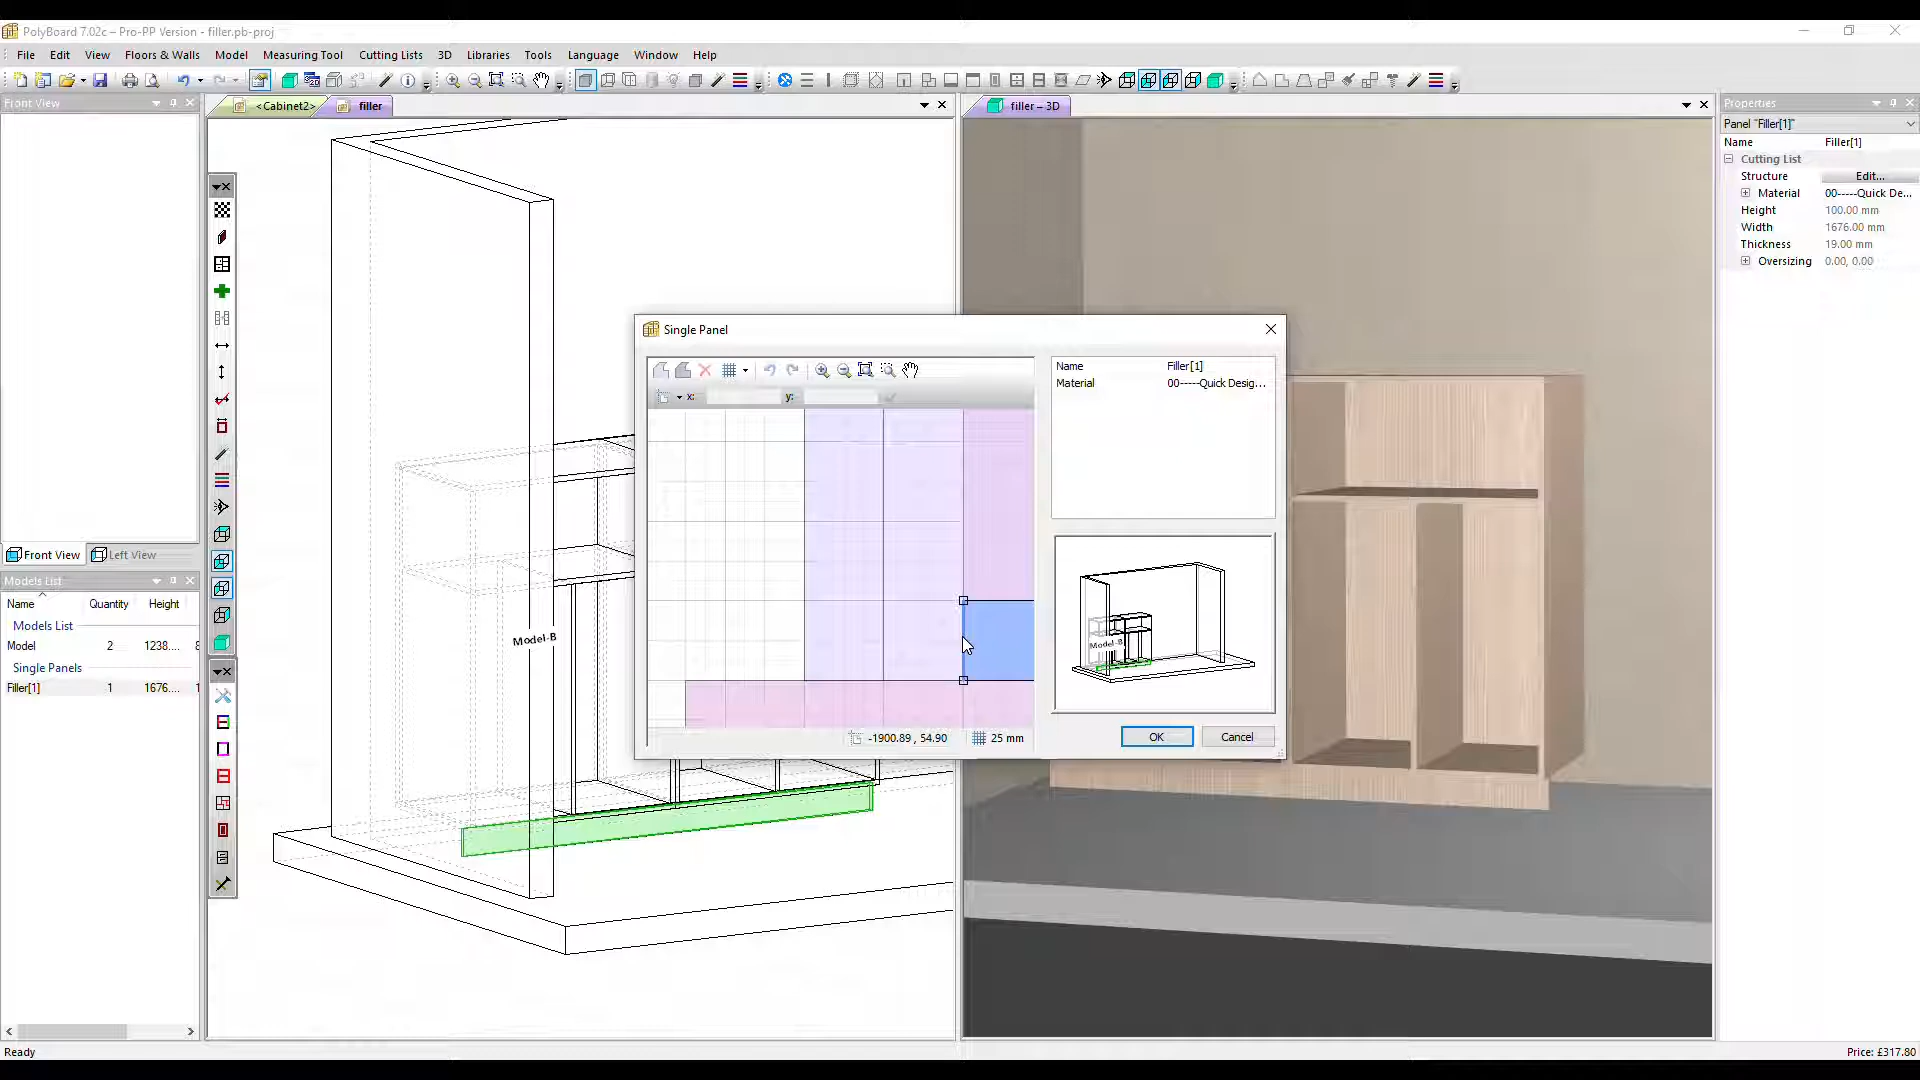 PolyBoard 7.02c – Pro-PP Version - filler.pb-proj
File Edit View Floors & Walls Model Measuring Tool Cutting Lists 3D Libraries Tools Language Window Help
Front View
<Cabinet2>
filler
filler – 3D
Properties
Panel "Filler[1]"
Name Filler[1]
Cutting List
Structure Edit...
Material 00-----Quick De...
Height 100.00 mm
Width 1676.00 mm
Thickness 19.00 mm
Oversizing 0.00, 0.00
Single Panel
x: y:
Name Filler[1]
Material 00-----Quick Desig...
Model-B
Model-B
-1900.89 , 54.90
25 mm
OK
Cancel
Front View
Left View
Models List
Name Quantity Height
Models List
Model 2 1238.... 8
Single Panels
Filler[1] 1 1676.... 1
Ready
Price: £317.80